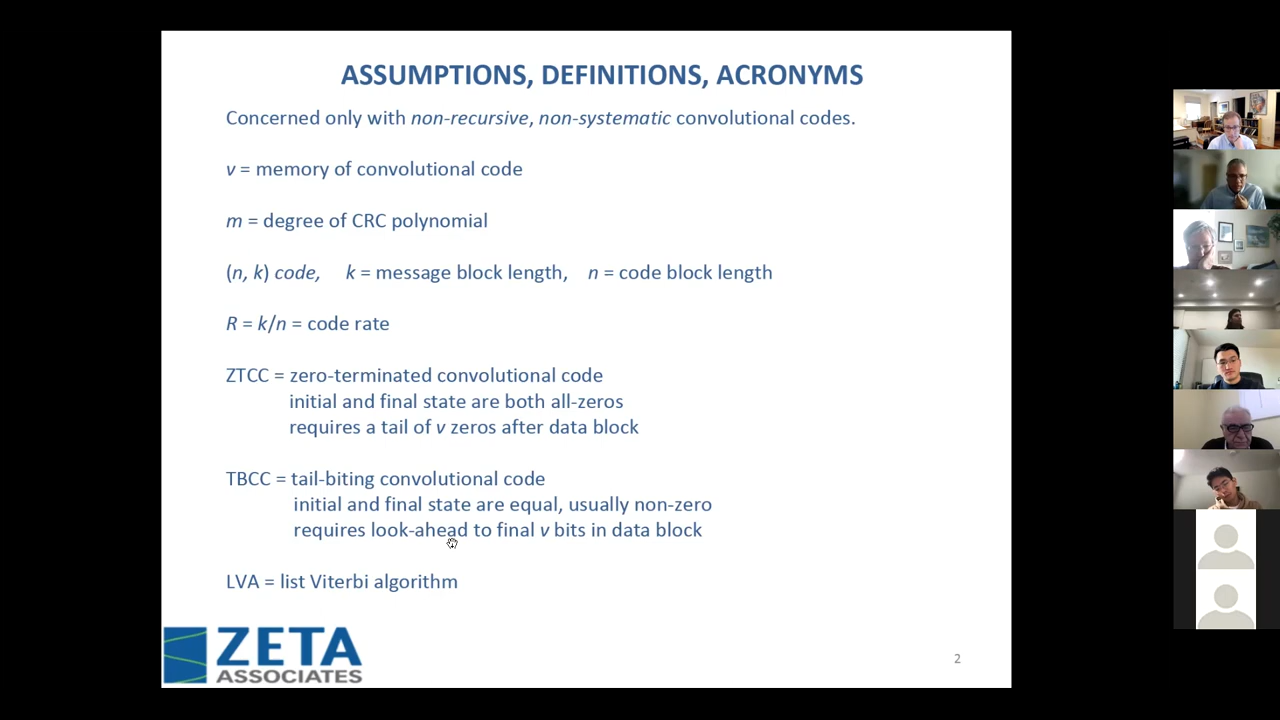 ASSUMPTIONS, DEFINITIONS, ACRONYMS
Concerned only with non-recursive, non-systematic convolutional codes.
v = memory of convolutional code
m = degree of CRC polynomial
(n, k) code, k = message block length, n = code block length
R = k/n = code rate
ZTCC = zero-terminated convolutional code
initial and final state are both all-zeros
requires a tail of v zeros after data block
TBCC = tail-biting convolutional code
initial and final state are equal, usually non-zero
requires look-ahead to final v bits in data block
LVA = list Viterbi algorithm
ZETA
ASSOCIATES
2